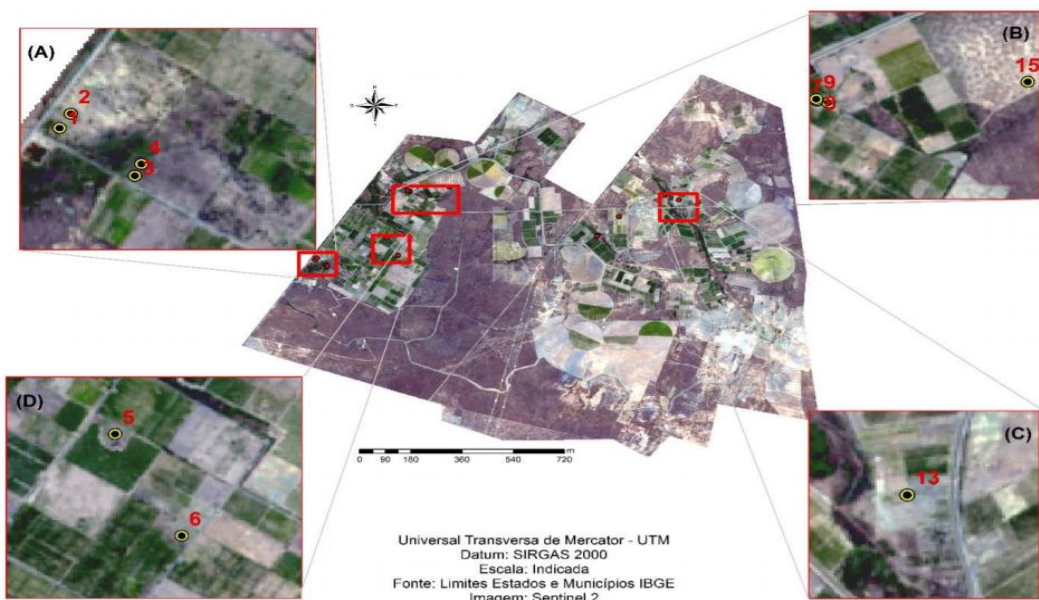 (A)
2
1
4
3
(B)
15
7
9
8
(D)
5
6
(C)
13
0 90 180 360 540 720
m
Universal Transversa de Mercator - UTM
Datum: SIRGAS 2000
Escala: Indicada
Fonte: Limites Estados e Municípios IBGE
Imagem: Sentinel 2